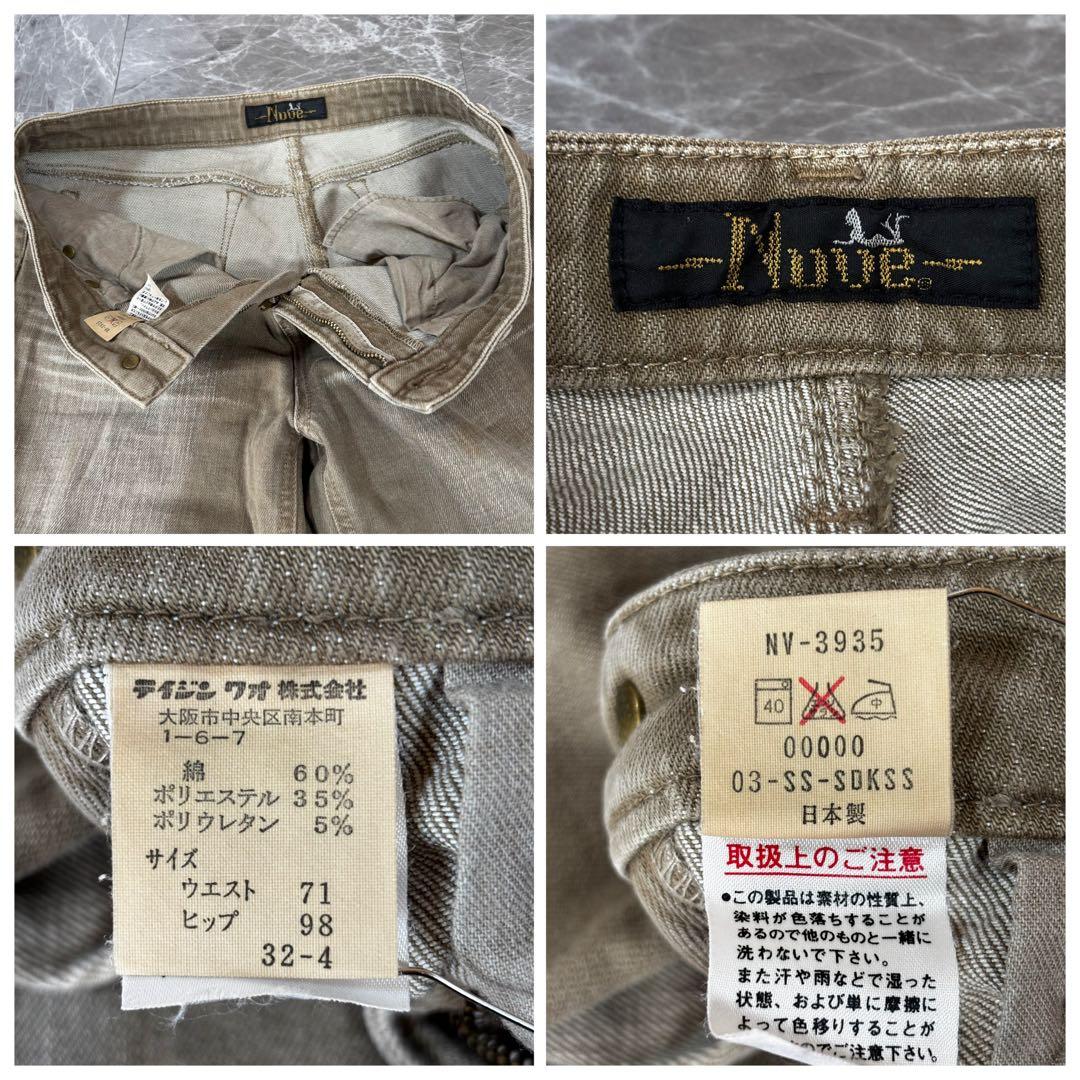 Nuve
Nuve®
テイジン ワオ 株式会社
大阪市中央区南本町
1-6-7
綿 60%
ポリエステル 35%
ポリウレタン 5%
サイズ
ウエスト 71
ヒップ 98
32-4
NV-3935
40
中
00000
03-SS-SDKSS
日本製
取扱上のご注意
●この製品は素材の性質上、
染料が色落ちすることが
あるので他のものと一緒に
洗わない下さい。
また汗や雨などで湿った
状態、および単に摩擦に
よって色移りすることが
のでご注意下さい。